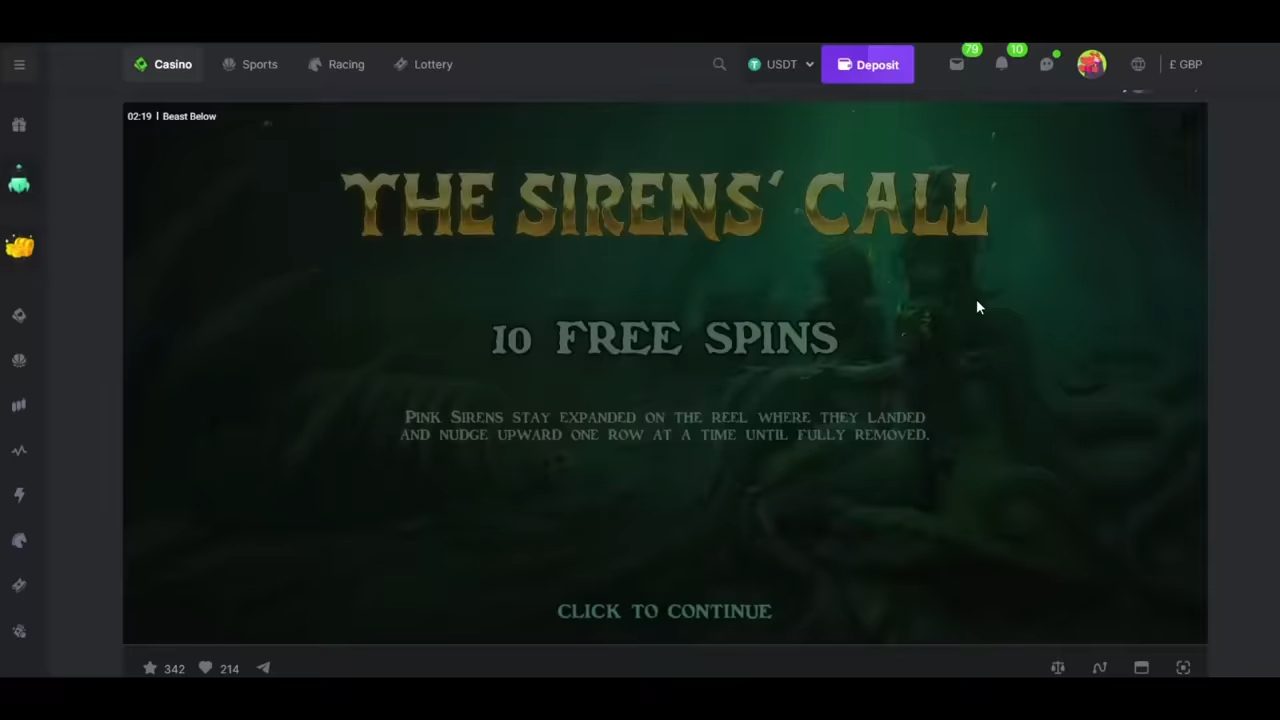 Casino
Sports
Racing
Lottery
USDT
Deposit
79
10
£ GBP
02:19 | Beast Below
THE SIRENS' CALL
10 FREE SPINS
PINK SIRENS STAY EXPANDED ON THE REEL WHERE THEY LANDED
AND NUDGE UPWARD ONE ROW AT A TIME UNTIL FULLY REMOVED.
CLICK TO CONTINUE
342
214